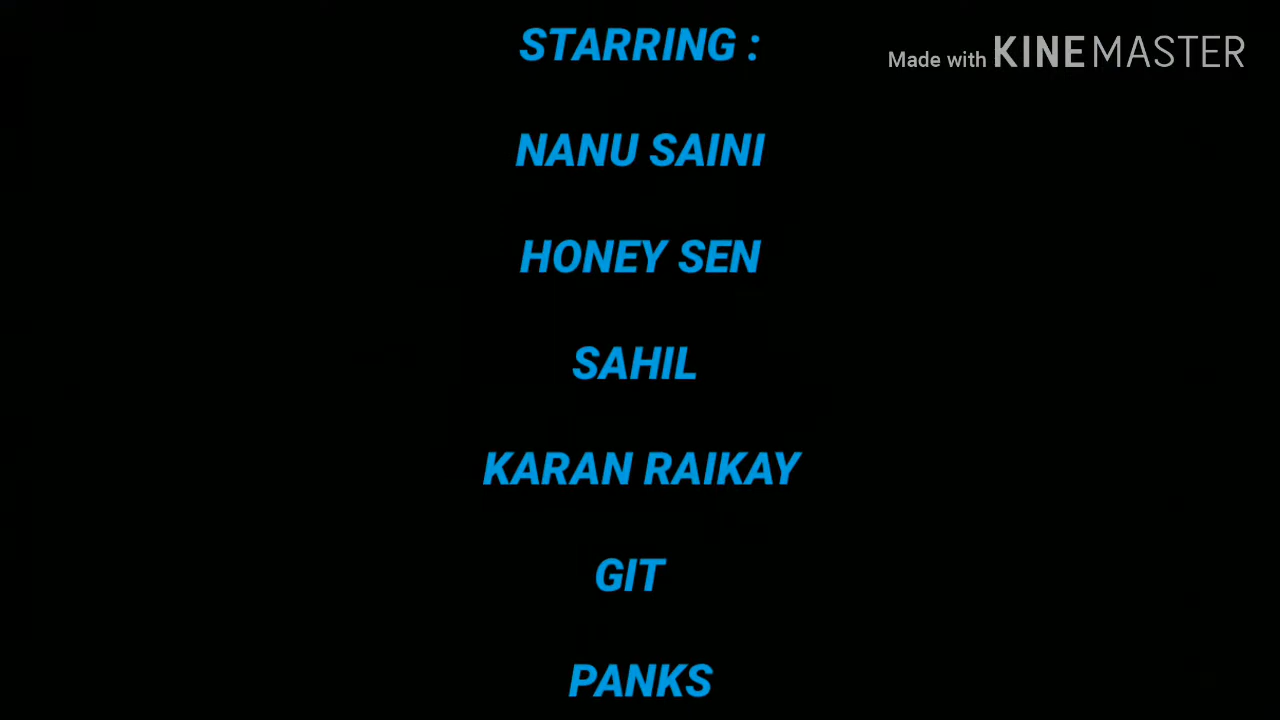 STARRING :
Made with KINEMASTER
NANU SAINI
HONEY SEN
SAHIL
KARAN RAIKAY
GIT
PANKS